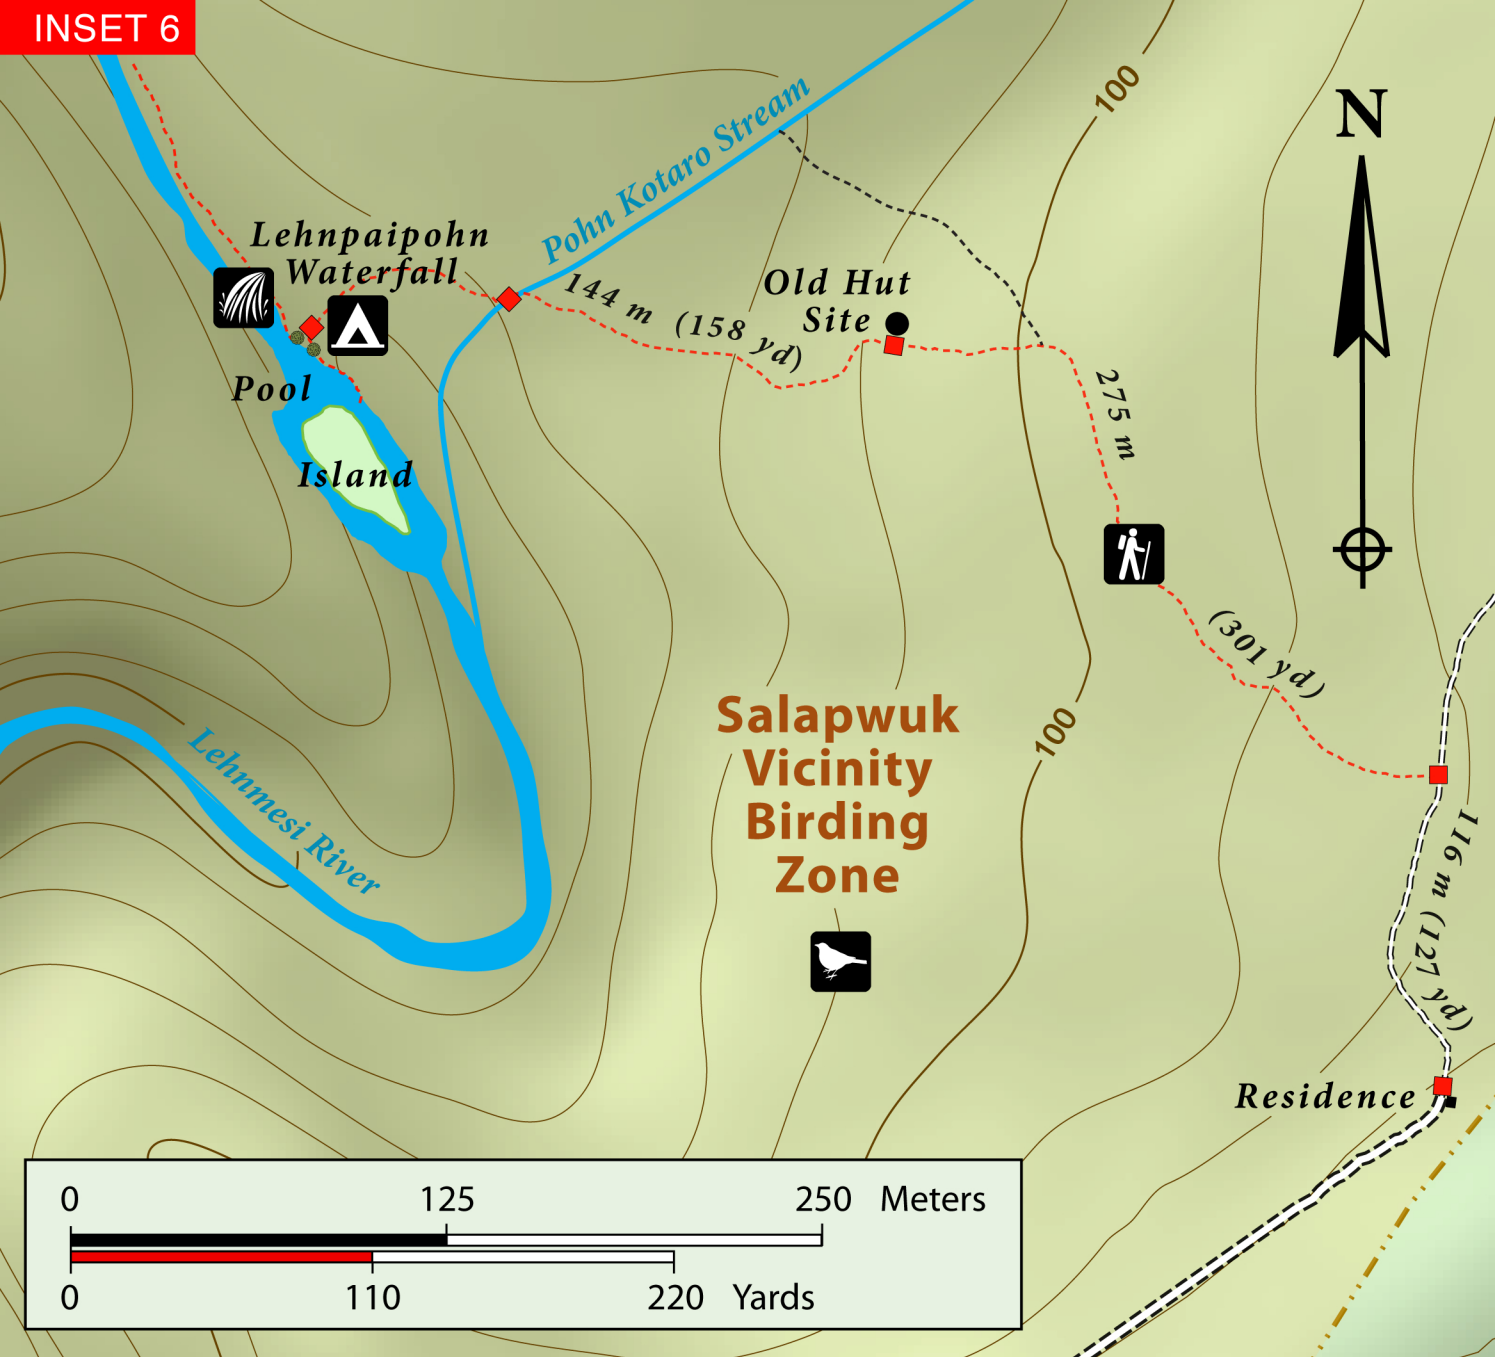 INSET 6
N
100
Pohn Kotaro Stream
Lehnpaipohn
Waterfall
Old Hut
Site
144 m (158 yd)
Pool
275 m
Island
(301 yd)
Salapwuk
Vicinity
Birding
Zone
100
Lehnmesi River
116 m (127 yd)
Residence
0 125 250 Meters
0 110 220 Yards